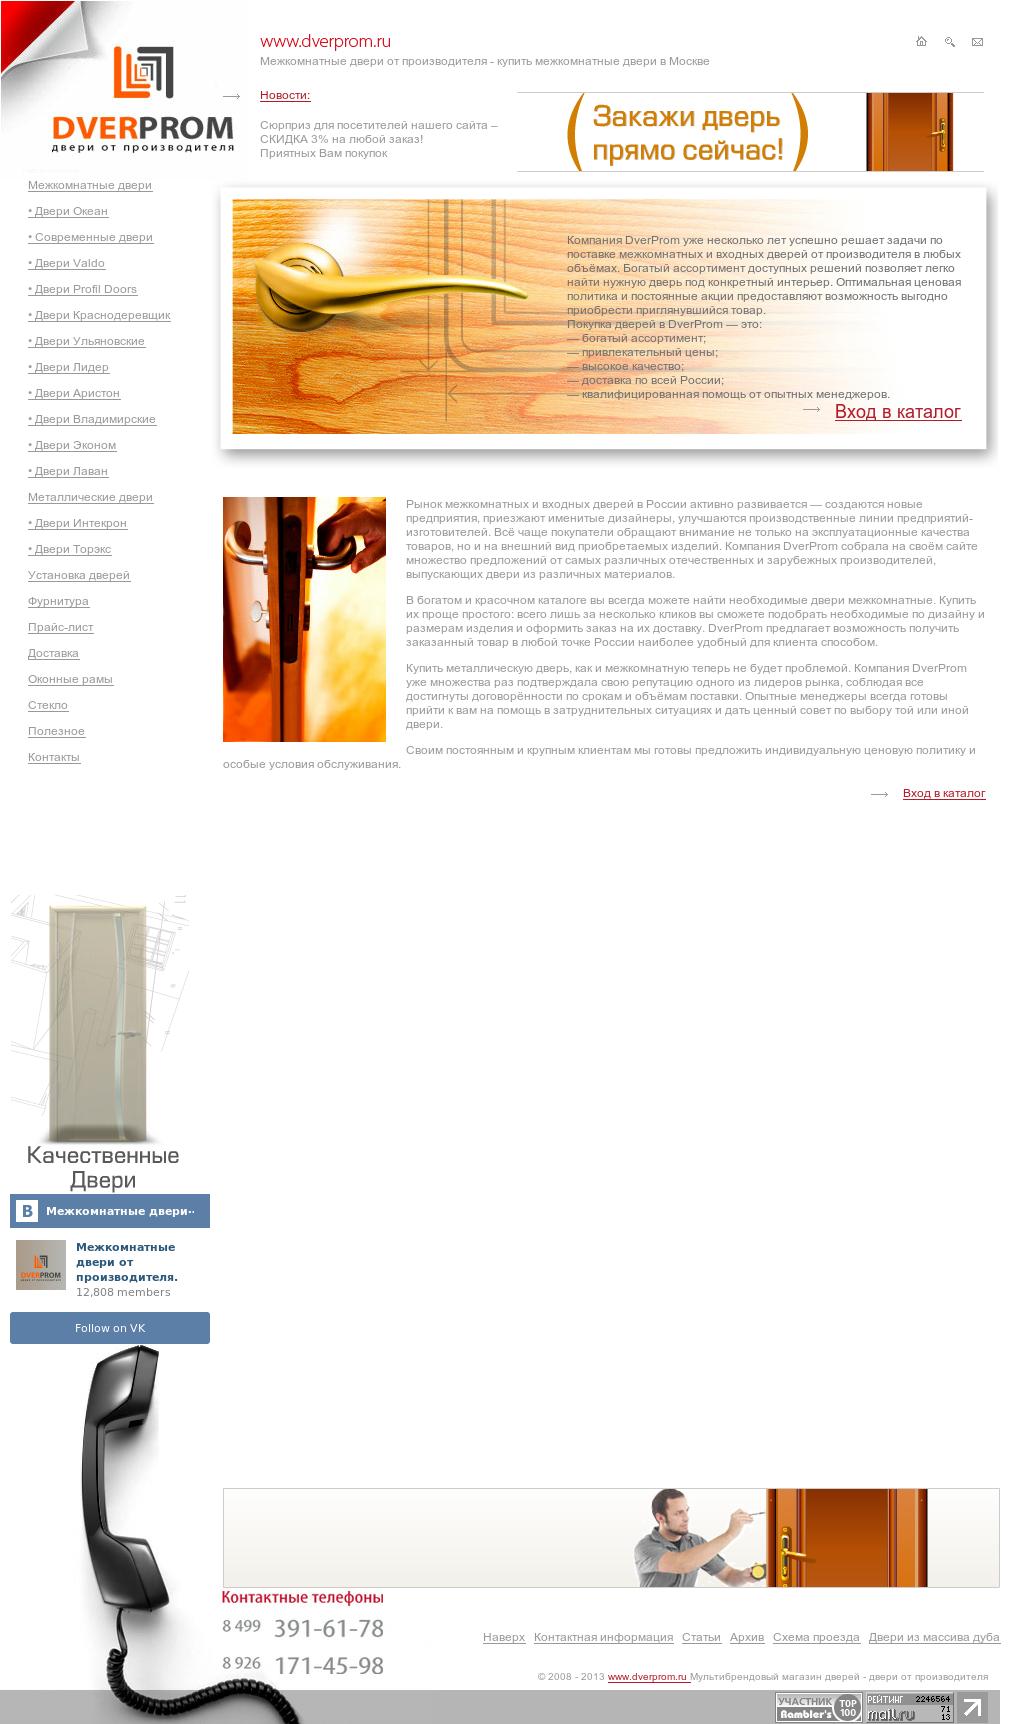 www.dverprom.ru
Межкомнатные двери от производителя - купить межкомнатные двери в Москве
DVERPROM
двери от производителя
Новости:
Сюрприз для посетителей нашего сайта –
СКИДКА 3% на любой заказ!
Приятных Вам покупок
Закажи дверь
прямо сейчас!
Межкомнатные двери
• Двери Океан
• Современные двери
• Двери Valdo
• Двери Profil Doors
• Двери Краснодеревщик
• Двери Ульяновские
• Двери Лидер
• Двери Аристон
• Двери Владимирские
• Двери Эконом
• Двери Лаван
Металлические двери
• Двери Интекрон
• Двери Торэкс
Установка дверей
Фурнитура
Прайс-лист
Доставка
Оконные рамы
Стекло
Полезное
Контакты
Компания DverProm уже несколько лет успешно решает задачи по
поставке межкомнатных и входных дверей от производителя в любых
объёмах. Богатый ассортимент доступных решений позволяет легко
найти нужную дверь под конкретный интерьер. Оптимальная ценовая
политика и постоянные акции предоставляют возможность выгодно
приобрести приглянувшийся товар.
Покупка дверей в DverProm — это:
— богатый ассортимент;
— привлекательный цены;
— высокое качество;
— доставка по всей России;
— квалифицированная помощь от опытных менеджеров.
Вход в каталог
Рынок межкомнатных и входных дверей в России активно развивается — создаются новые
предприятия, приезжают именитые дизайнеры, улучшаются производственные линии предприятий-
изготовителей. Всё чаще покупатели обращают внимание не только на эксплуатационные качества
товаров, но и на внешний вид приобретаемых изделий. Компания DverProm собрала на своём сайте
множество предложений от самых различных отечественных и зарубежных производителей,
выпускающих двери из различных материалов.
В богатом и красочном каталоге вы всегда можете найти необходимые двери межкомнатные. Купить
их проще простого: всего лишь за несколько кликов вы сможете подобрать необходимые по дизайну и
размерам изделия и оформить заказ на их доставку. DverProm предлагает возможность получить
заказанный товар в любой точке России наиболее удобный для клиента способом.
Купить металлическую дверь, как и межкомнатную теперь не будет проблемой. Компания DverProm
уже множества раз подтверждала свою репутацию одного из лидеров рынка, соблюдая все
достигнуты договорённости по срокам и объёмам поставки. Опытные менеджеры всегда готовы
прийти к вам на помощь в затруднительных ситуациях и дать ценный совет по выбору той или иной
двери.
Своим постоянным и крупным клиентам мы готовы предложить индивидуальную ценовую политику и
особые условия обслуживания.
Вход в каталог
Качественные
Двери
В Межкомнатные двери··
DVERPROM
Межкомнатные
двери от
производителя.
12,808 members
Follow on VK
Контактные телефоны
8 499 391-61-78
8 926 171-45-98
Наверх Контактная информация Статьи Архив Схема проезда Двери из массива дуба
© 2008 - 2013 www.dverprom.ru Мультибрендовый магазин дверей - двери от производителя
УЧАСТНИК
Rambler's
TOP
100
РЕЙТИНГ
mail.ru
2246564
71
13